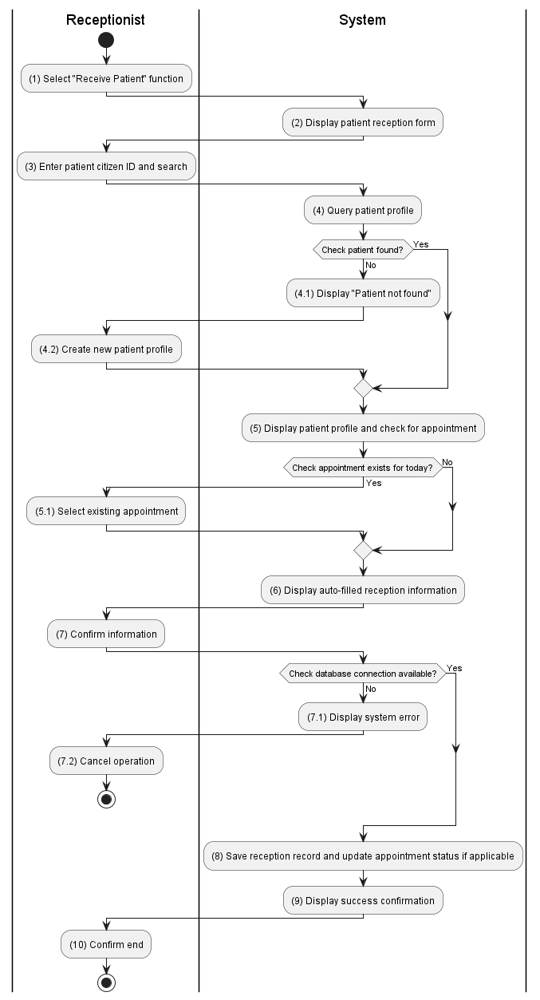 Receptionist
System
(1) Select "Receive Patient" function
(2) Display patient reception form
(3) Enter patient citizen ID and search
(4) Query patient profile
Check patient found?
Yes
No
(4.1) Display "Patient not found"
(4.2) Create new patient profile
(5) Display patient profile and check for appointment
Check appointment exists for today?
No
Yes
(5.1) Select existing appointment
(6) Display auto-filled reception information
(7) Confirm information
Check database connection available?
Yes
No
(7.1) Display system error
(7.2) Cancel operation
(8) Save reception record and update appointment status if applicable
(9) Display success confirmation
(10) Confirm end